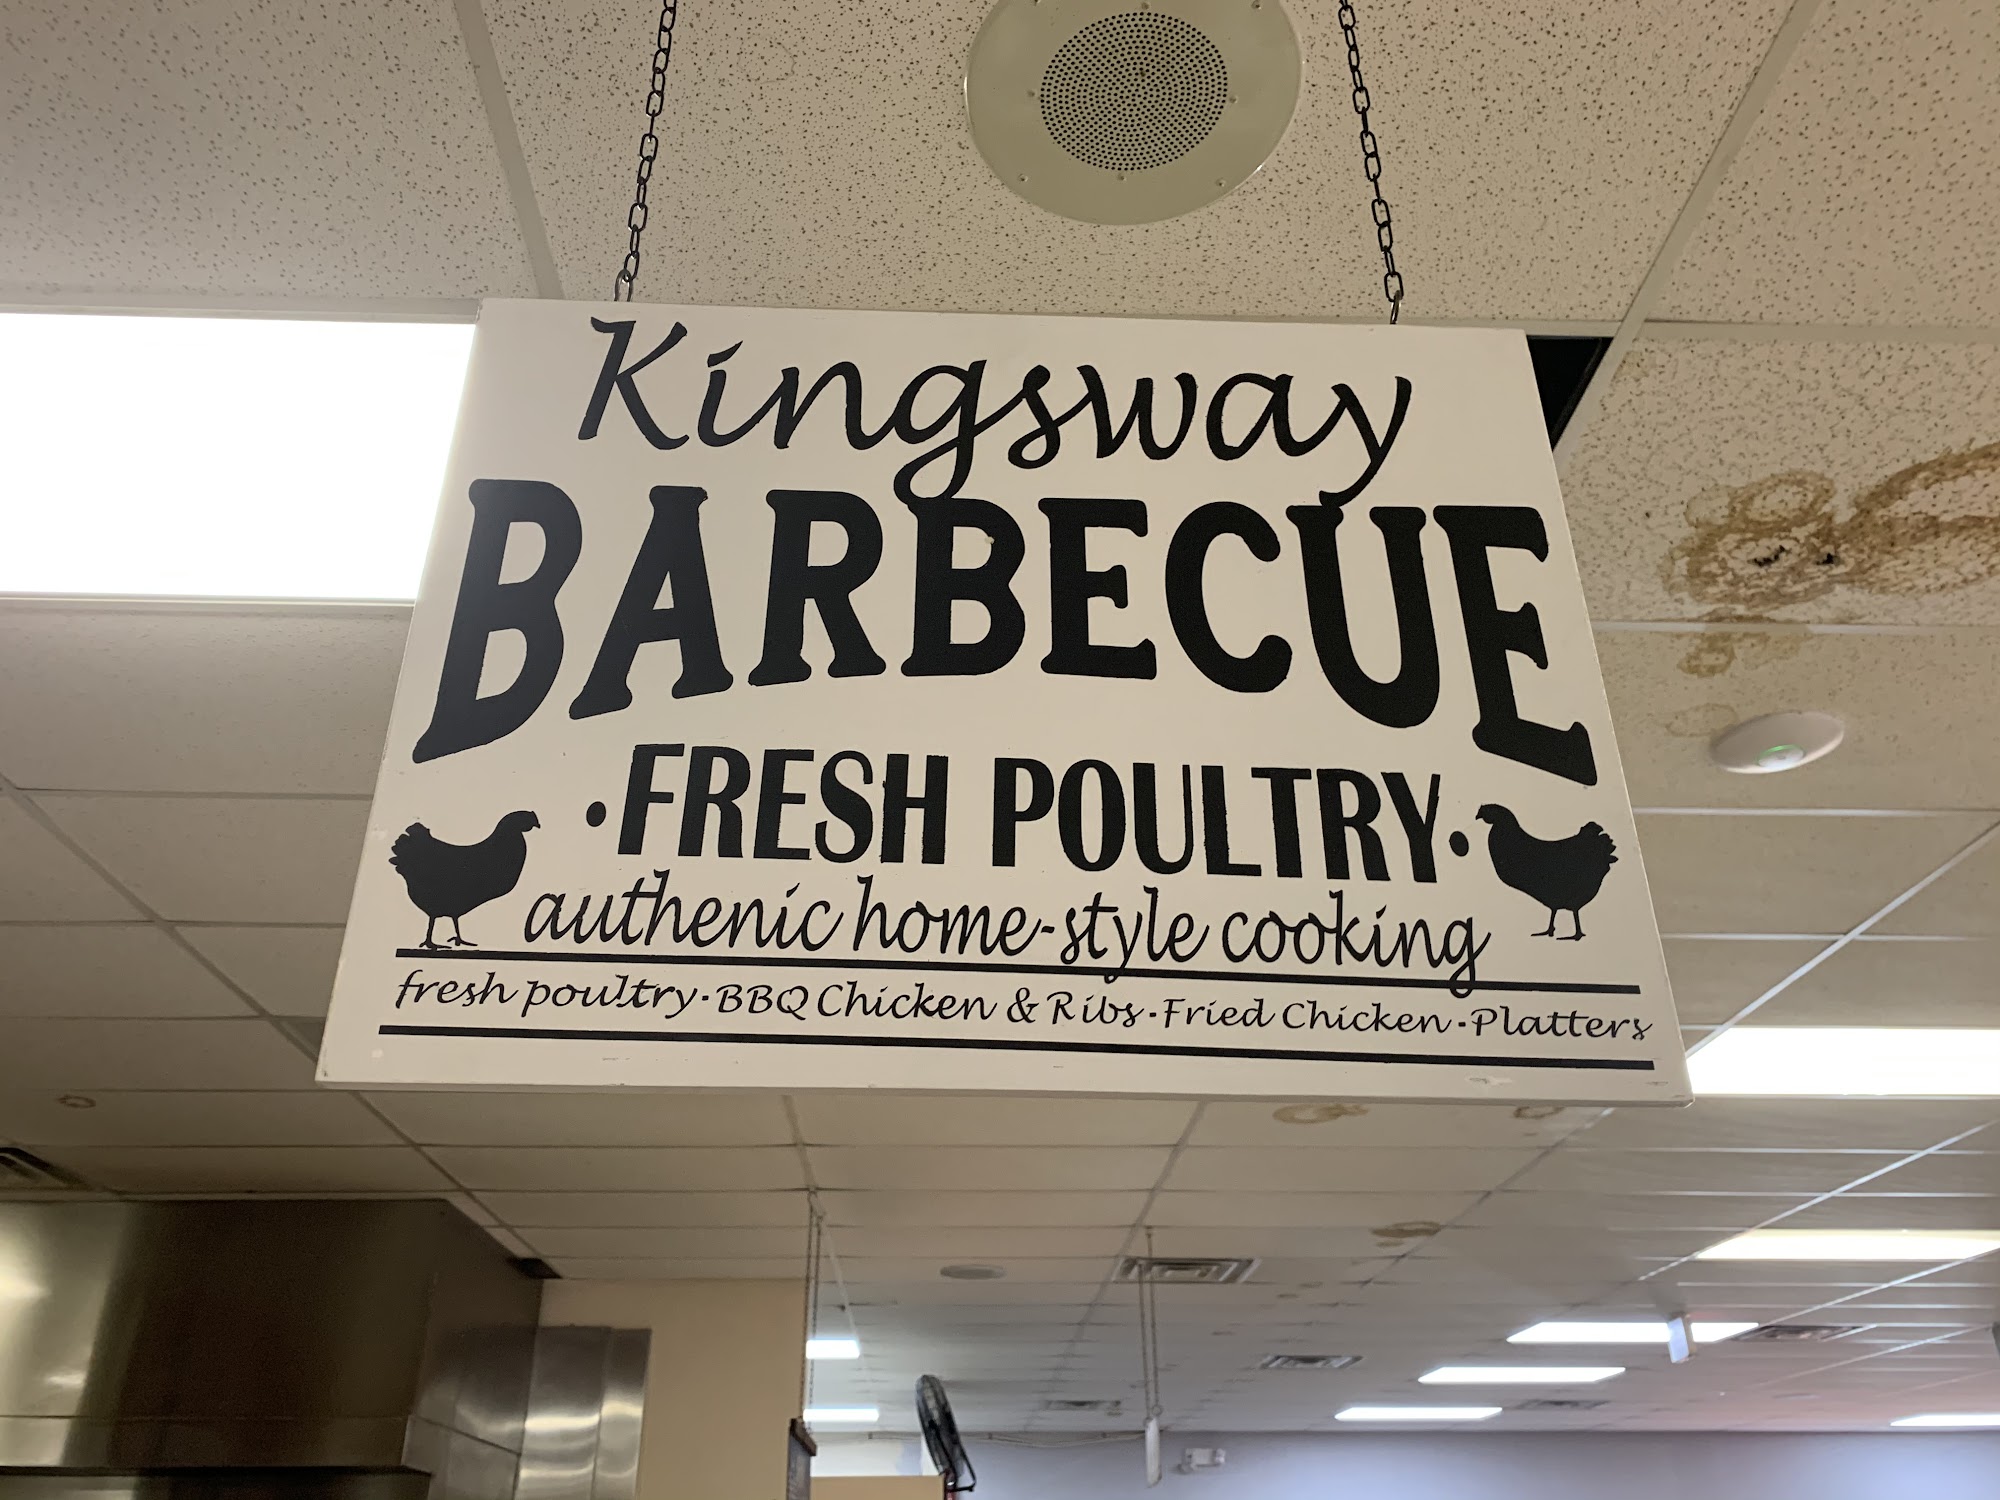 Kingsway
BARBECUE
·FRESH POULTRY·
authenic home-style cooking
fresh poultry·BBQ Chicken & Ribs·Fried Chicken·Platters